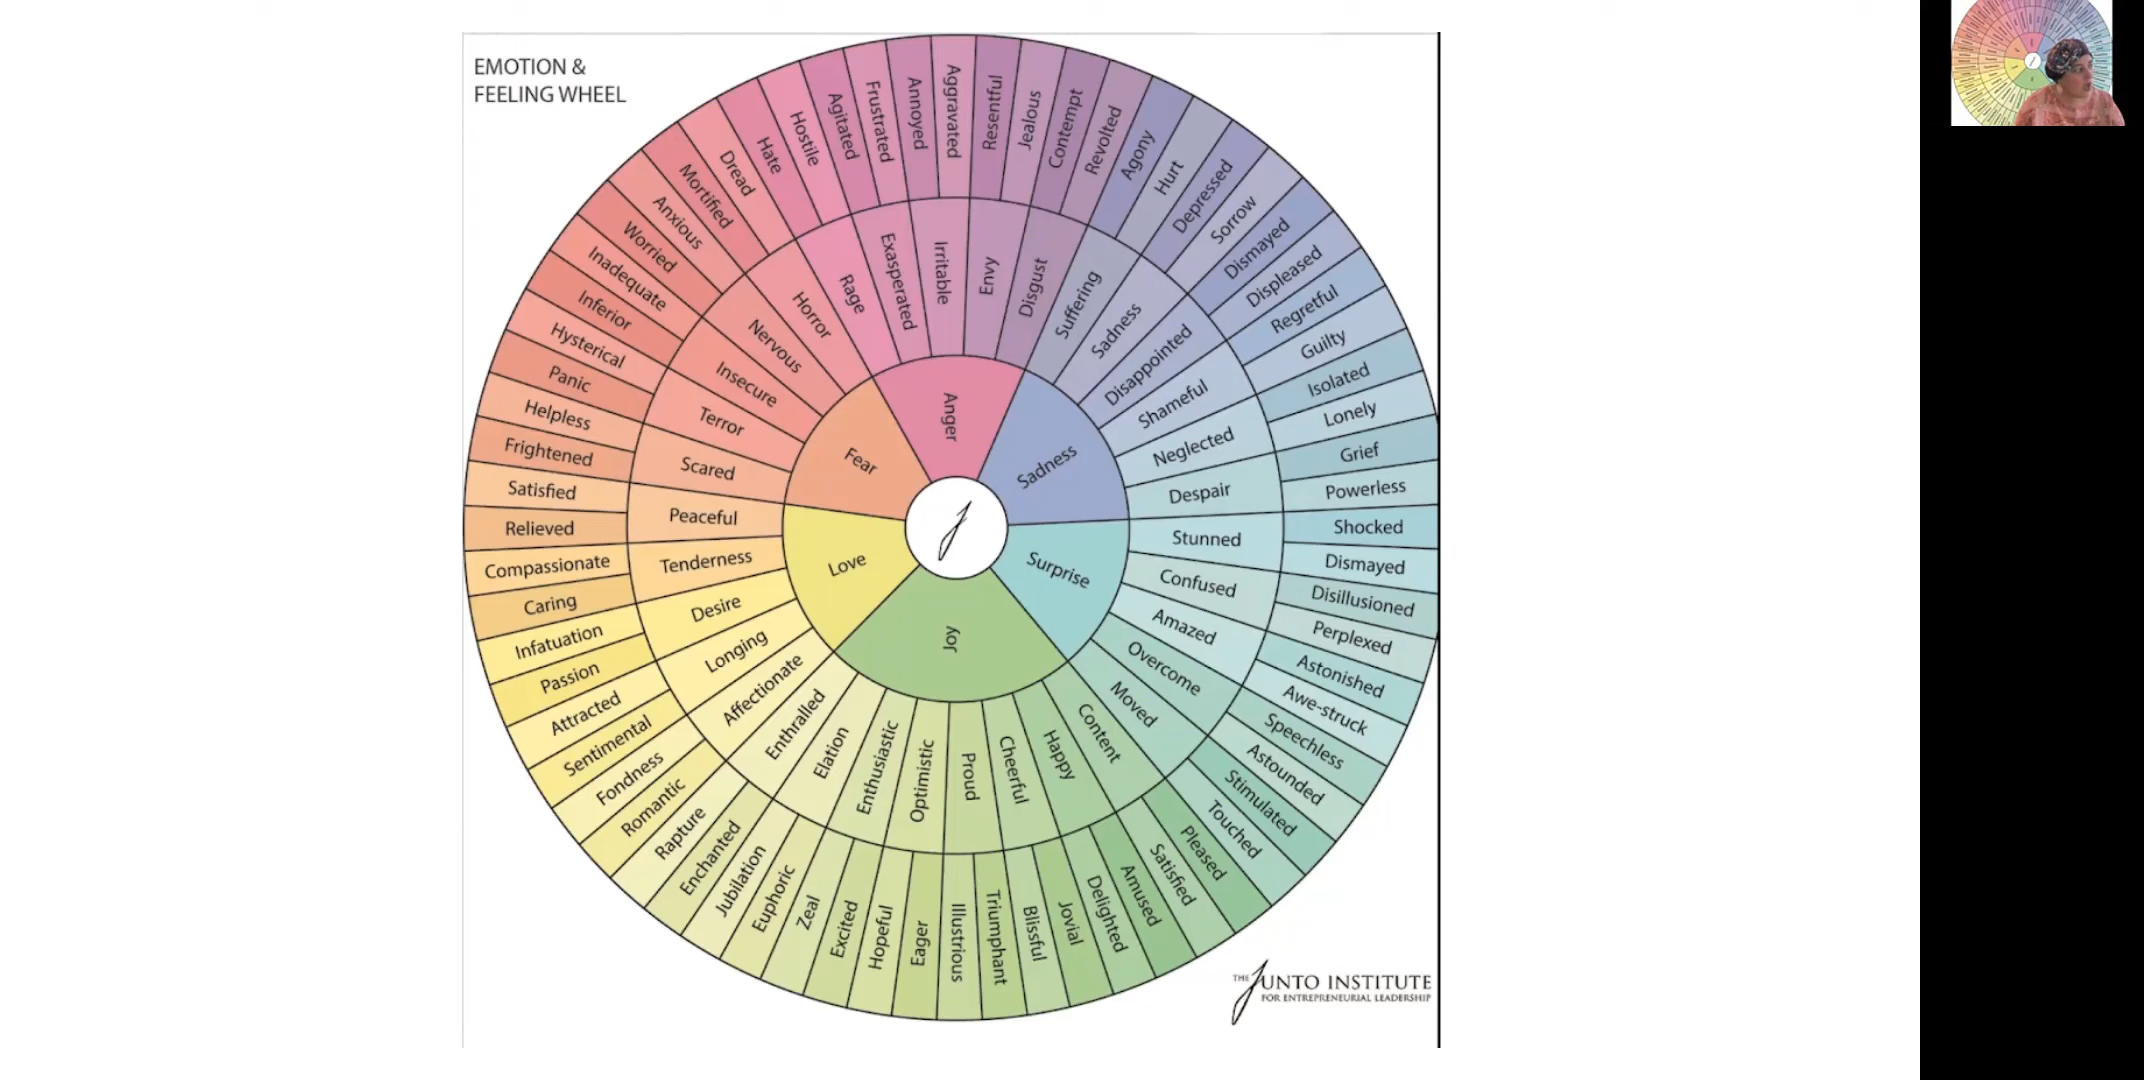 EMOTION &
FEELING WHEEL
Anger
Sadness
Surprise
Joy
Love
Fear
Rage
Exasperated
Irritable
Envy
Disgust
Suffering
Sadness
Disappointed
Shameful
Neglected
Despair
Stunned
Confused
Amazed
Overcome
Moved
Content
Happy
Cheerful
Proud
Optimistic
Enthusiastic
Elation
Enthralled
Affectionate
Longing
Desire
Tenderness
Peaceful
Scared
Terror
Insecure
Nervous
Horror
Hate
Hostile
Agitated
Frustrated
Annoyed
Aggravated
Resentful
Jealous
Contempt
Revolted
Agony
Hurt
Depressed
Sorrow
Dismayed
Displeased
Regretful
Guilty
Isolated
Lonely
Grief
Powerless
Shocked
Dismayed
Disillusioned
Perplexed
Astonished
Awe-struck
Speechless
Astounded
Stimulated
Touched
Pleased
Satisfied
Amused
Delighted
Jovial
Blissful
Triumphant
Illustrious
Eager
Hopeful
Excited
Zeal
Euphoric
Jubilation
Enchanted
Rapture
Romantic
Fondness
Sentimental
Attracted
Passion
Infatuation
Caring
Compassionate
Relieved
Satisfied
Frightened
Helpless
Panic
Hysterical
Inferior
Inadequate
Worried
Anxious
Mortified
Dread
J
THE JUNTO INSTITUTE
FOR ENTREPRENEURIAL LEADERSHIP